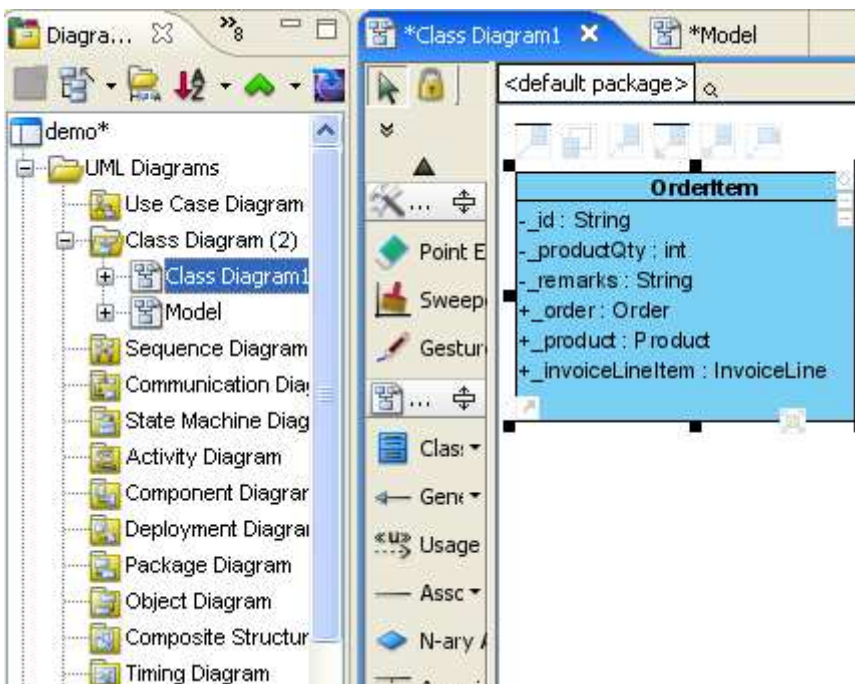 Diagra...
»8
demo*
UML Diagrams
Use Case Diagram
Class Diagram (2)
Class Diagram1
Model
Sequence Diagram
Communication Dia
State Machine Diag
Activity Diagram
Component Diagrar
Deployment Diagra
Package Diagram
Object Diagram
Composite Structur
Timing Diagram
*Class Diagram1
*Model
...
Point E
Sweep
Gestur
...
Clas
Gene
«u»
Usage
Assc
N-ary
<default package>
OrderItem
-_id : String
-_productQty : int
-_remarks : String
+_order : Order
+_product : Product
+_invoiceLineItem : InvoiceLine